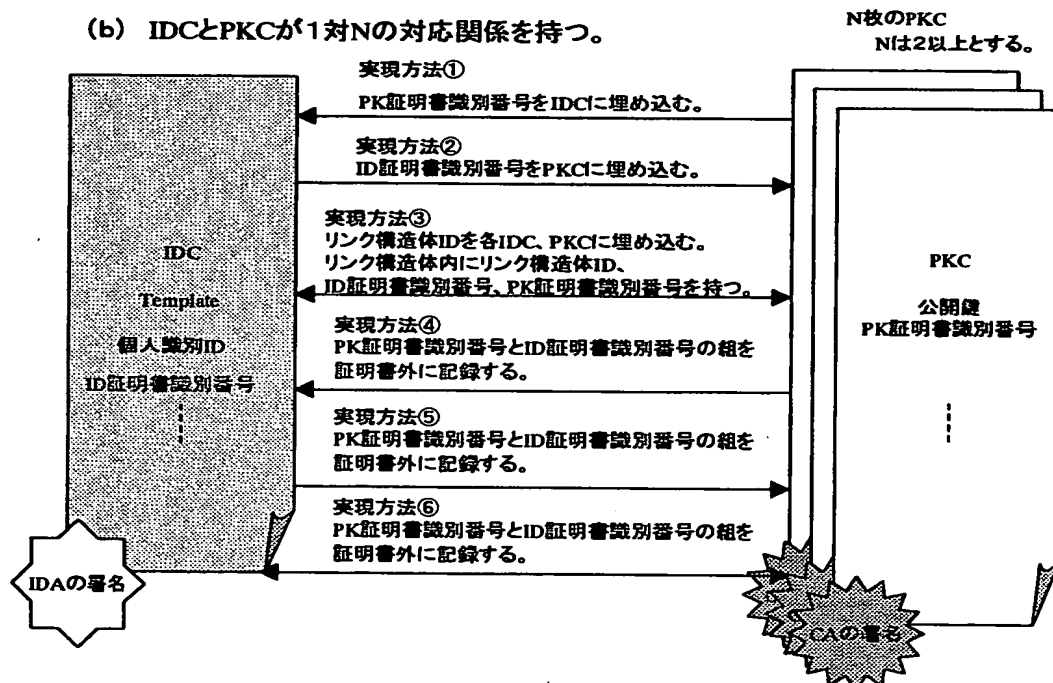 (b) IDCとPKCが1対Nの対応関係を持つ。
N枚のPKC
Nは2以上とする。
実現方法①
PK証明書識別番号をIDCに埋め込む。
実現方法②
ID証明書識別番号をPKCに埋め込む。
実現方法③
リンク構造体IDを各IDC、PKCに埋め込む。
リンク構造体内にリンク構造体ID、
ID証明書識別番号、PK証明書識別番号を持つ。
実現方法④
PK証明書識別番号とID証明書識別番号の組を
証明書外に記録する。
実現方法⑤
PK証明書識別番号とID証明書識別番号の組を
証明書外に記録する。
実現方法⑥
PK証明書識別番号とID証明書識別番号の組を
証明書外に記録する。
IDC
Template
個人識別ID
ID証明書識別番号
IDAの署名
PKC
公開鍵
PK証明書識別番号
CAの署名